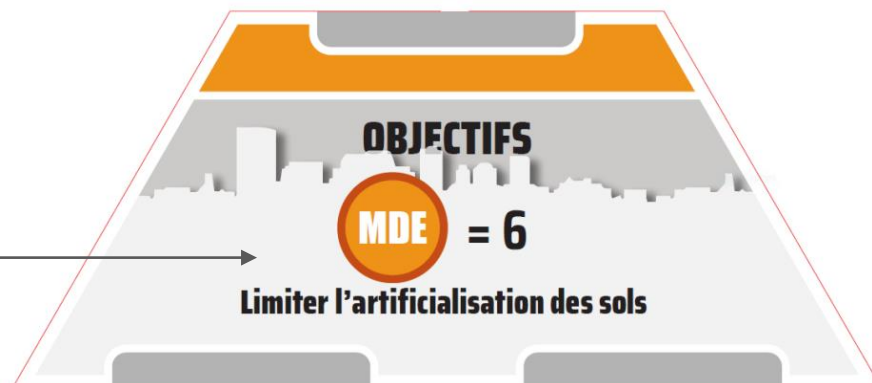 OBJECTIFS
MDE = 6
Limiter l'artificialisation des sols